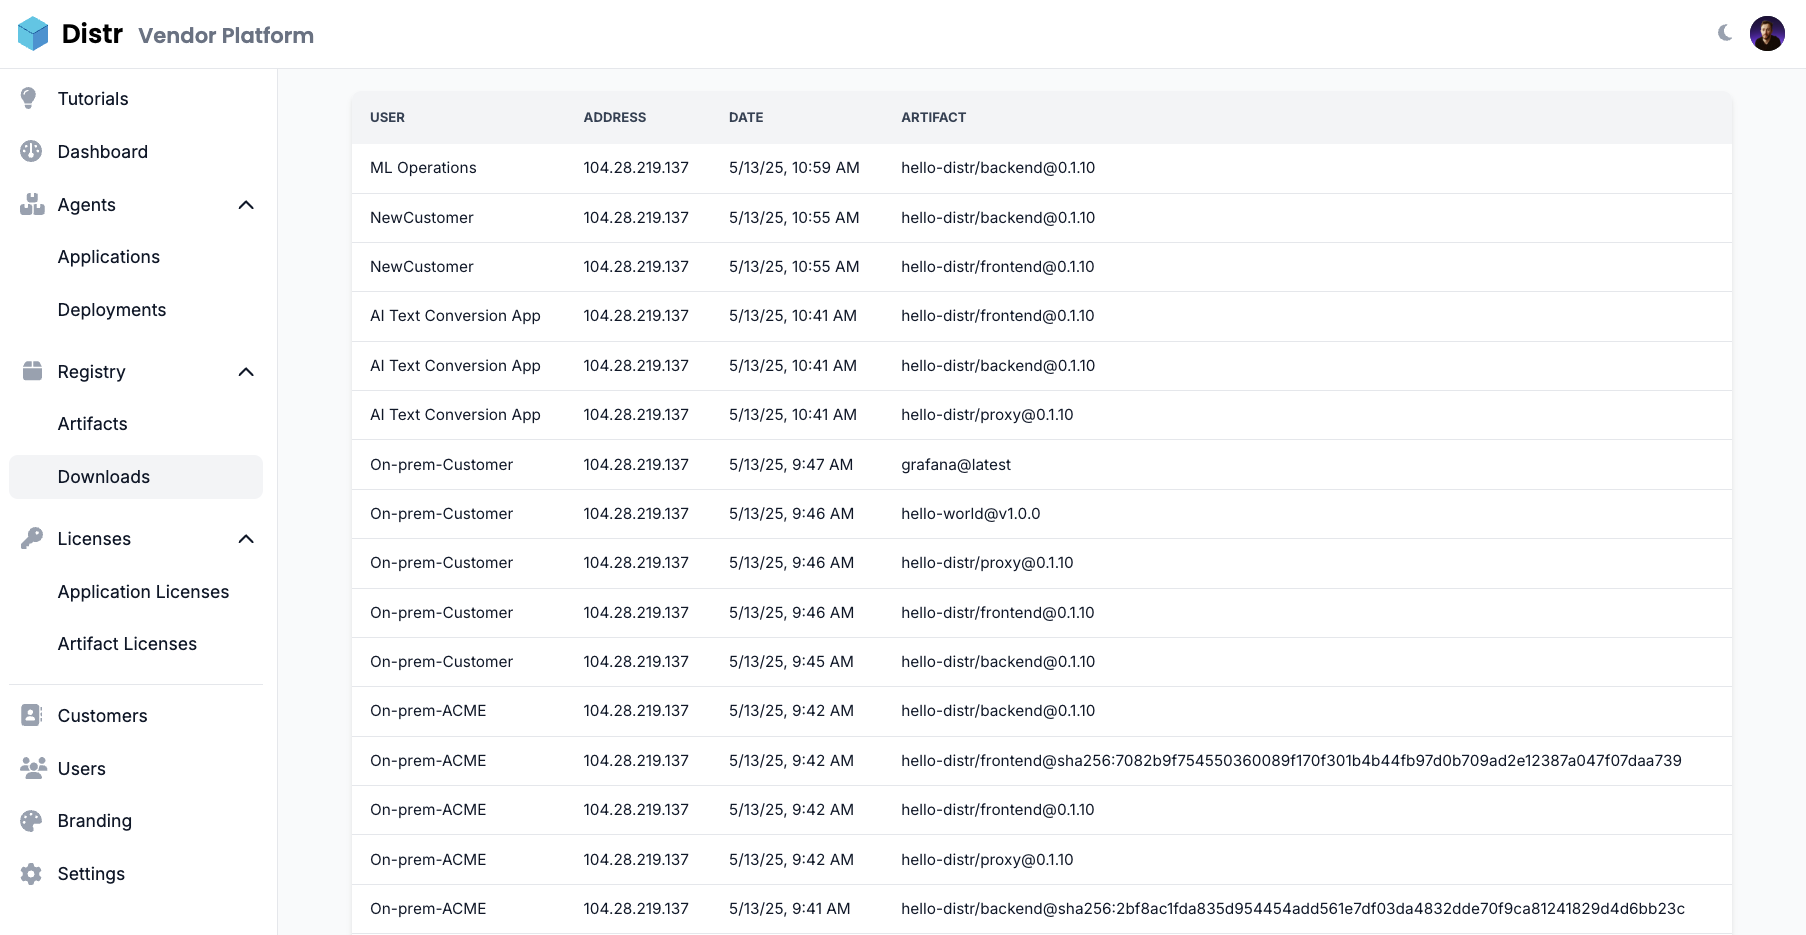 Distr Vendor Platform
Tutorials
Dashboard
Agents
Applications
Deployments
Registry
Artifacts
Downloads
Licenses
Application Licenses
Artifact Licenses
Customers
Users
Branding
Settings
USER ADDRESS DATE ARTIFACT
ML Operations 104.28.219.137 5/13/25, 10:59 AM hello-distr/backend@0.1.10
NewCustomer 104.28.219.137 5/13/25, 10:55 AM hello-distr/backend@0.1.10
NewCustomer 104.28.219.137 5/13/25, 10:55 AM hello-distr/frontend@0.1.10
AI Text Conversion App 104.28.219.137 5/13/25, 10:41 AM hello-distr/frontend@0.1.10
AI Text Conversion App 104.28.219.137 5/13/25, 10:41 AM hello-distr/backend@0.1.10
AI Text Conversion App 104.28.219.137 5/13/25, 10:41 AM hello-distr/proxy@0.1.10
On-prem-Customer 104.28.219.137 5/13/25, 9:47 AM grafana@latest
On-prem-Customer 104.28.219.137 5/13/25, 9:46 AM hello-world@v1.0.0
On-prem-Customer 104.28.219.137 5/13/25, 9:46 AM hello-distr/proxy@0.1.10
On-prem-Customer 104.28.219.137 5/13/25, 9:46 AM hello-distr/frontend@0.1.10
On-prem-Customer 104.28.219.137 5/13/25, 9:45 AM hello-distr/backend@0.1.10
On-prem-ACME 104.28.219.137 5/13/25, 9:42 AM hello-distr/backend@0.1.10
On-prem-ACME 104.28.219.137 5/13/25, 9:42 AM hello-distr/frontend@sha256:7082b9f754550360089f170f301b4b44fb97d0b709ad2e12387a047f07daa739
On-prem-ACME 104.28.219.137 5/13/25, 9:42 AM hello-distr/frontend@0.1.10
On-prem-ACME 104.28.219.137 5/13/25, 9:42 AM hello-distr/proxy@0.1.10
On-prem-ACME 104.28.219.137 5/13/25, 9:41 AM hello-distr/backend@sha256:2bf8ac1fda835d954454add561e7df03da4832dde70f9ca81241829d4d6bb23c